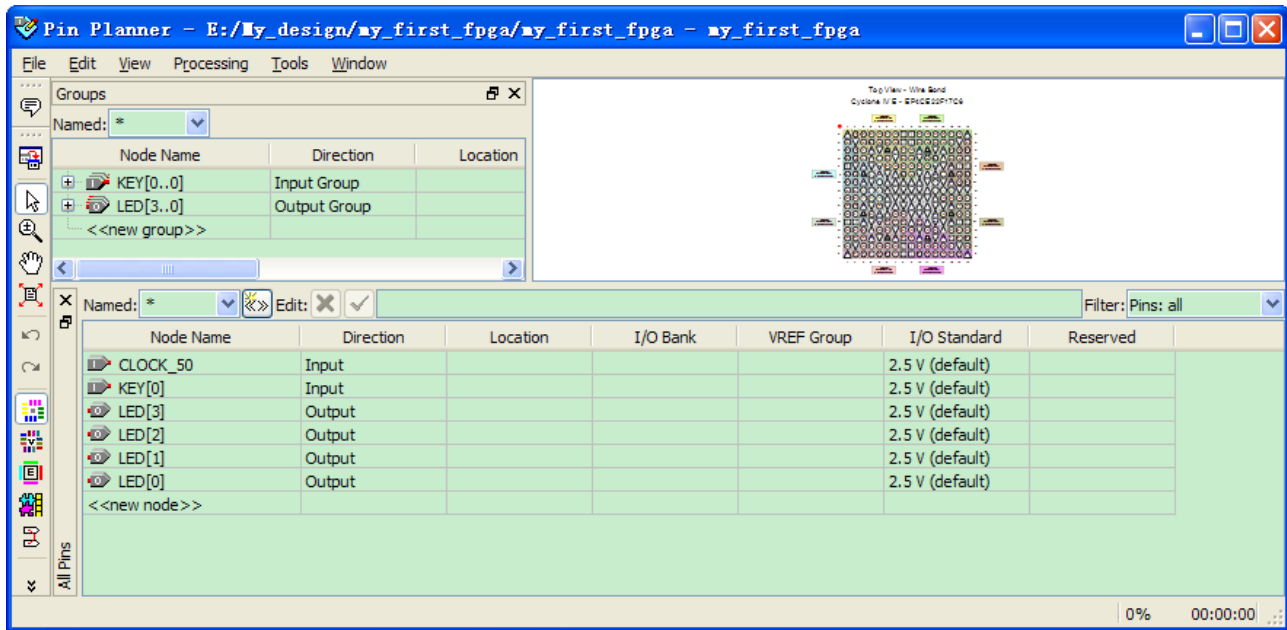 Pin Planner - E:/My_design/my_first_fpga/my_first_fpga - my_first_fpga
File Edit View Processing Tools Window
Groups
Named: *
Node Name Direction Location
KEY[0..0] Input Group
LED[3..0] Output Group
<<new group>>
Top View - Wire Bond
Cyclone IV E - EP4CE22F17C6
Named: * Edit: Filter: Pins: all
Node Name Direction Location I/O Bank VREF Group I/O Standard Reserved
CLOCK_50 Input 2.5 V (default)
KEY[0] Input 2.5 V (default)
LED[3] Output 2.5 V (default)
LED[2] Output 2.5 V (default)
LED[1] Output 2.5 V (default)
LED[0] Output 2.5 V (default)
<<new node>>
All Pins
0% 00:00:00